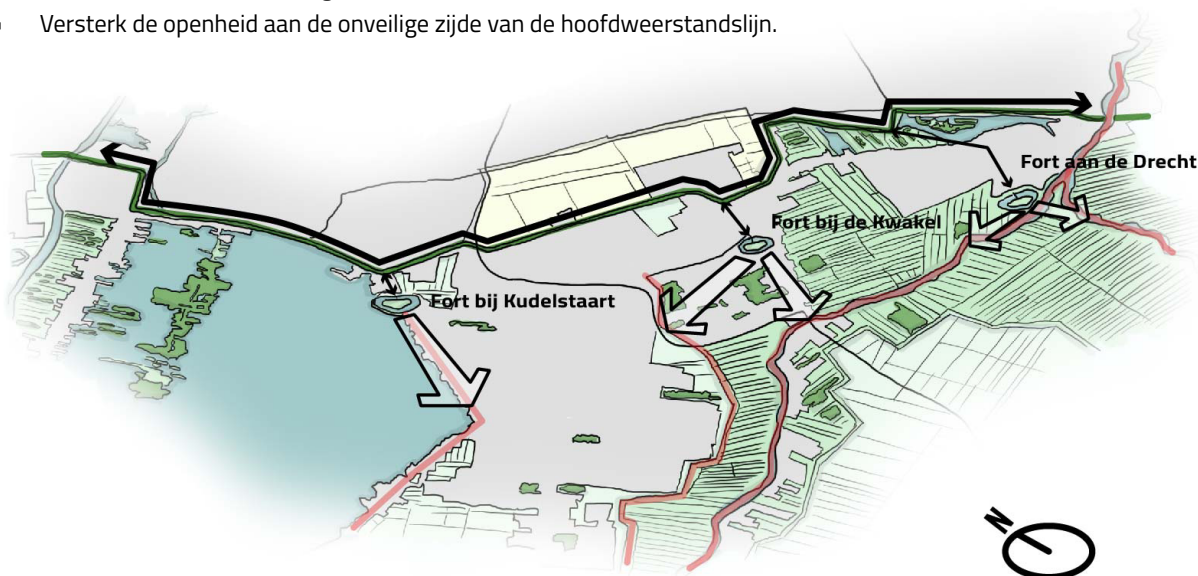 Versterk de openheid aan de onveilige zijde van de hoofdweerstandslijn.
Fort aan de Drecht
Fort bij de Kwakel
Fort bij Kudelstaart
N